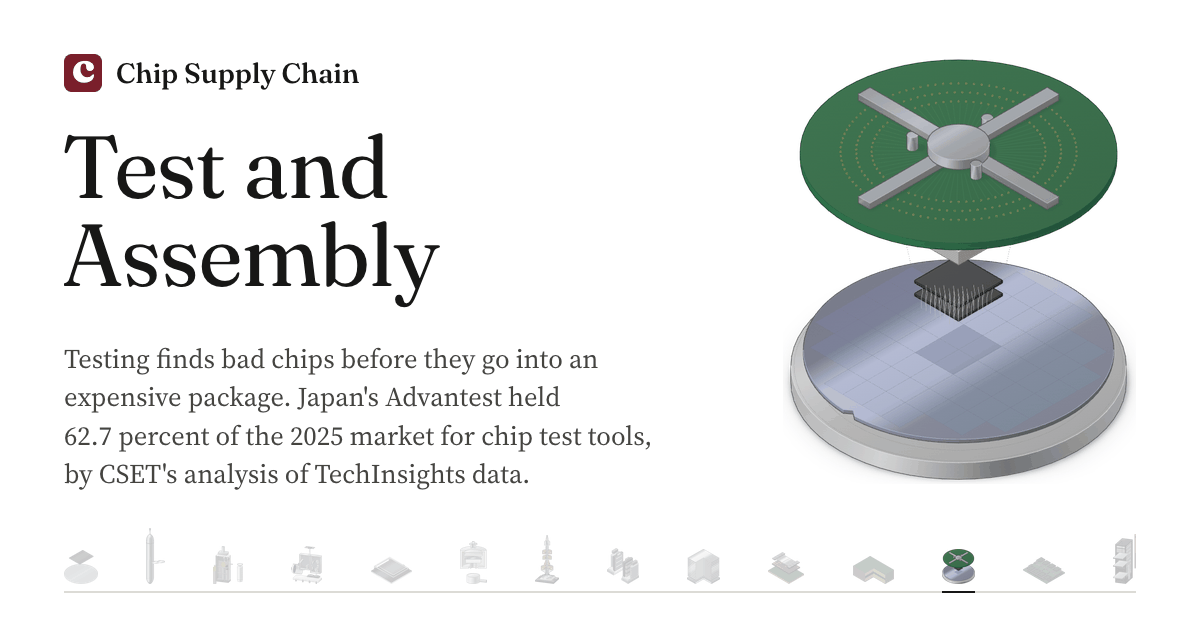 c Chip Supply Chain
Test and
Assembly
Testing finds bad chips before they go into an
expensive package. Japan's Advantest held
62.7 percent of the 2025 market for chip test tools,
by CSET's analysis of TechInsights data.